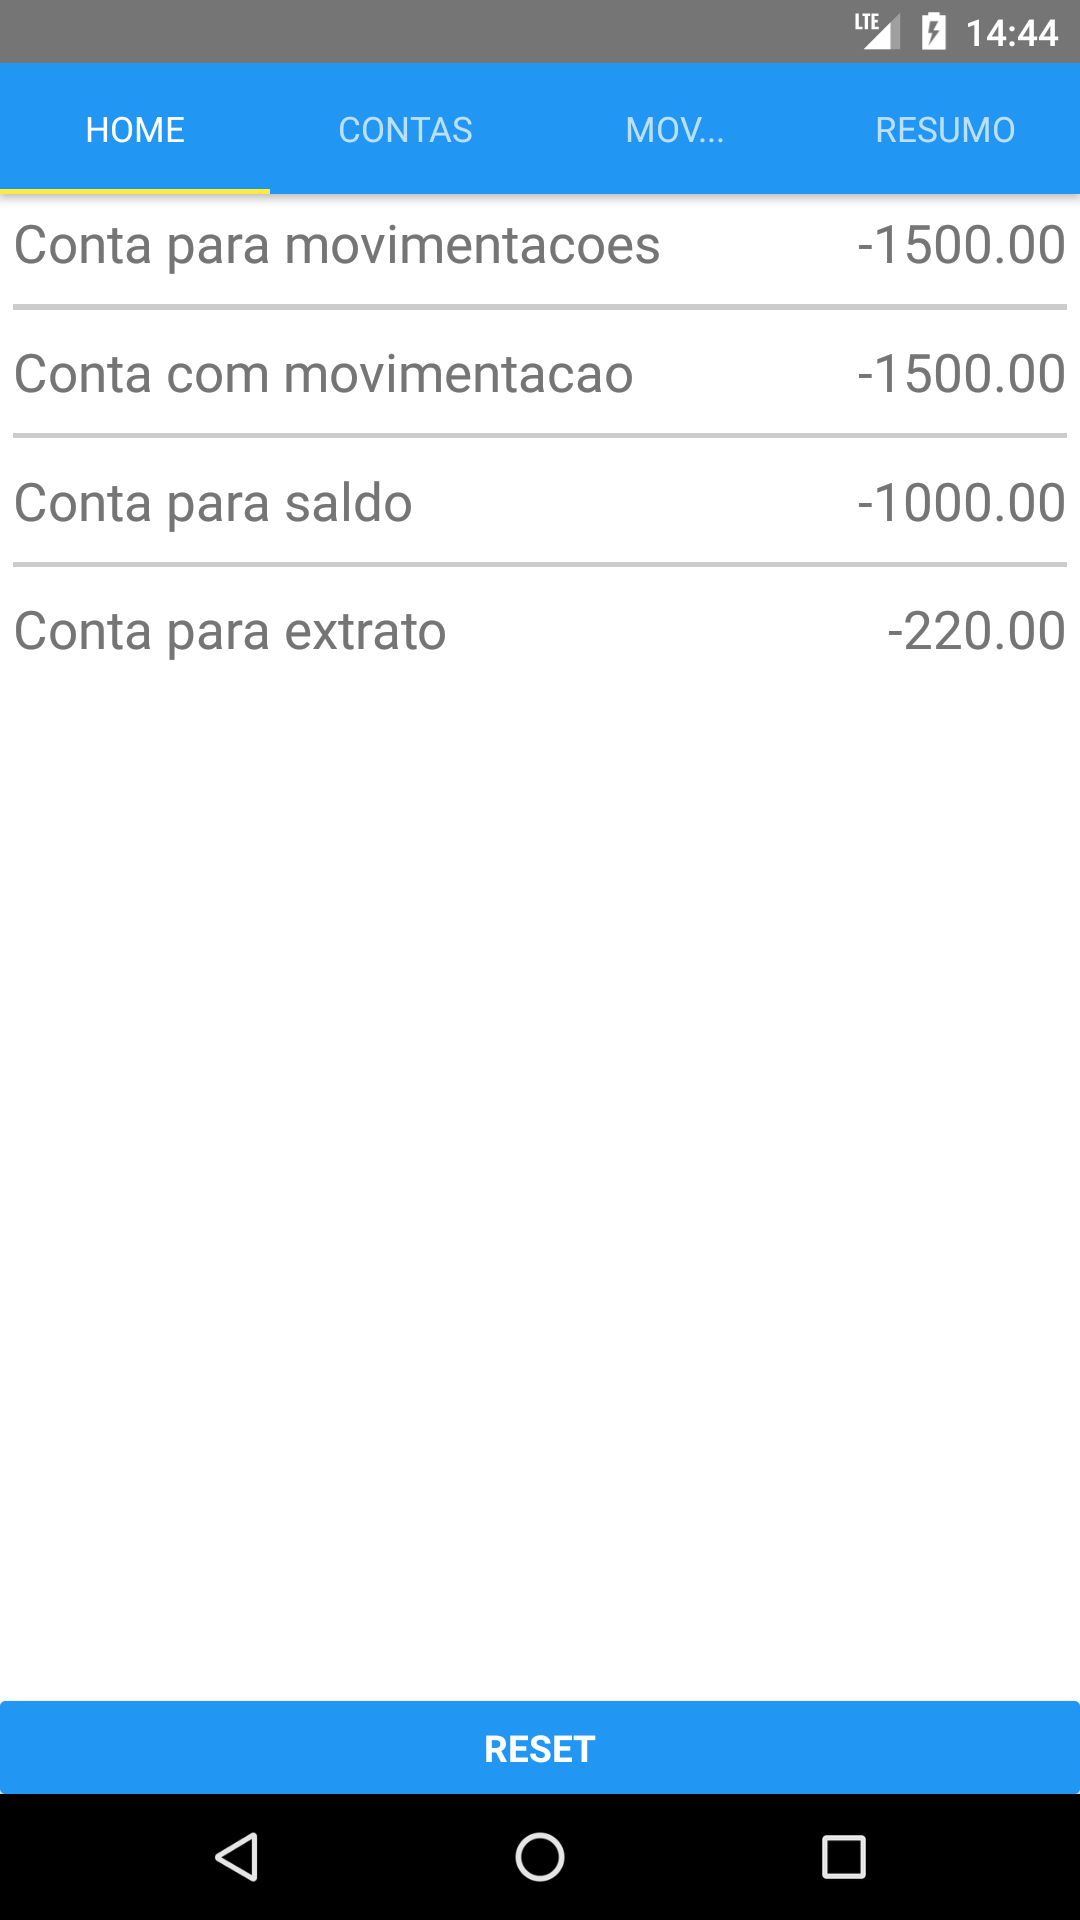 LTE 14:44
HOME CONTAS MOV... RESUMO
Conta para movimentacoes -1500.00
Conta com movimentacao -1500.00
Conta para saldo -1000.00
Conta para extrato -220.00
RESET